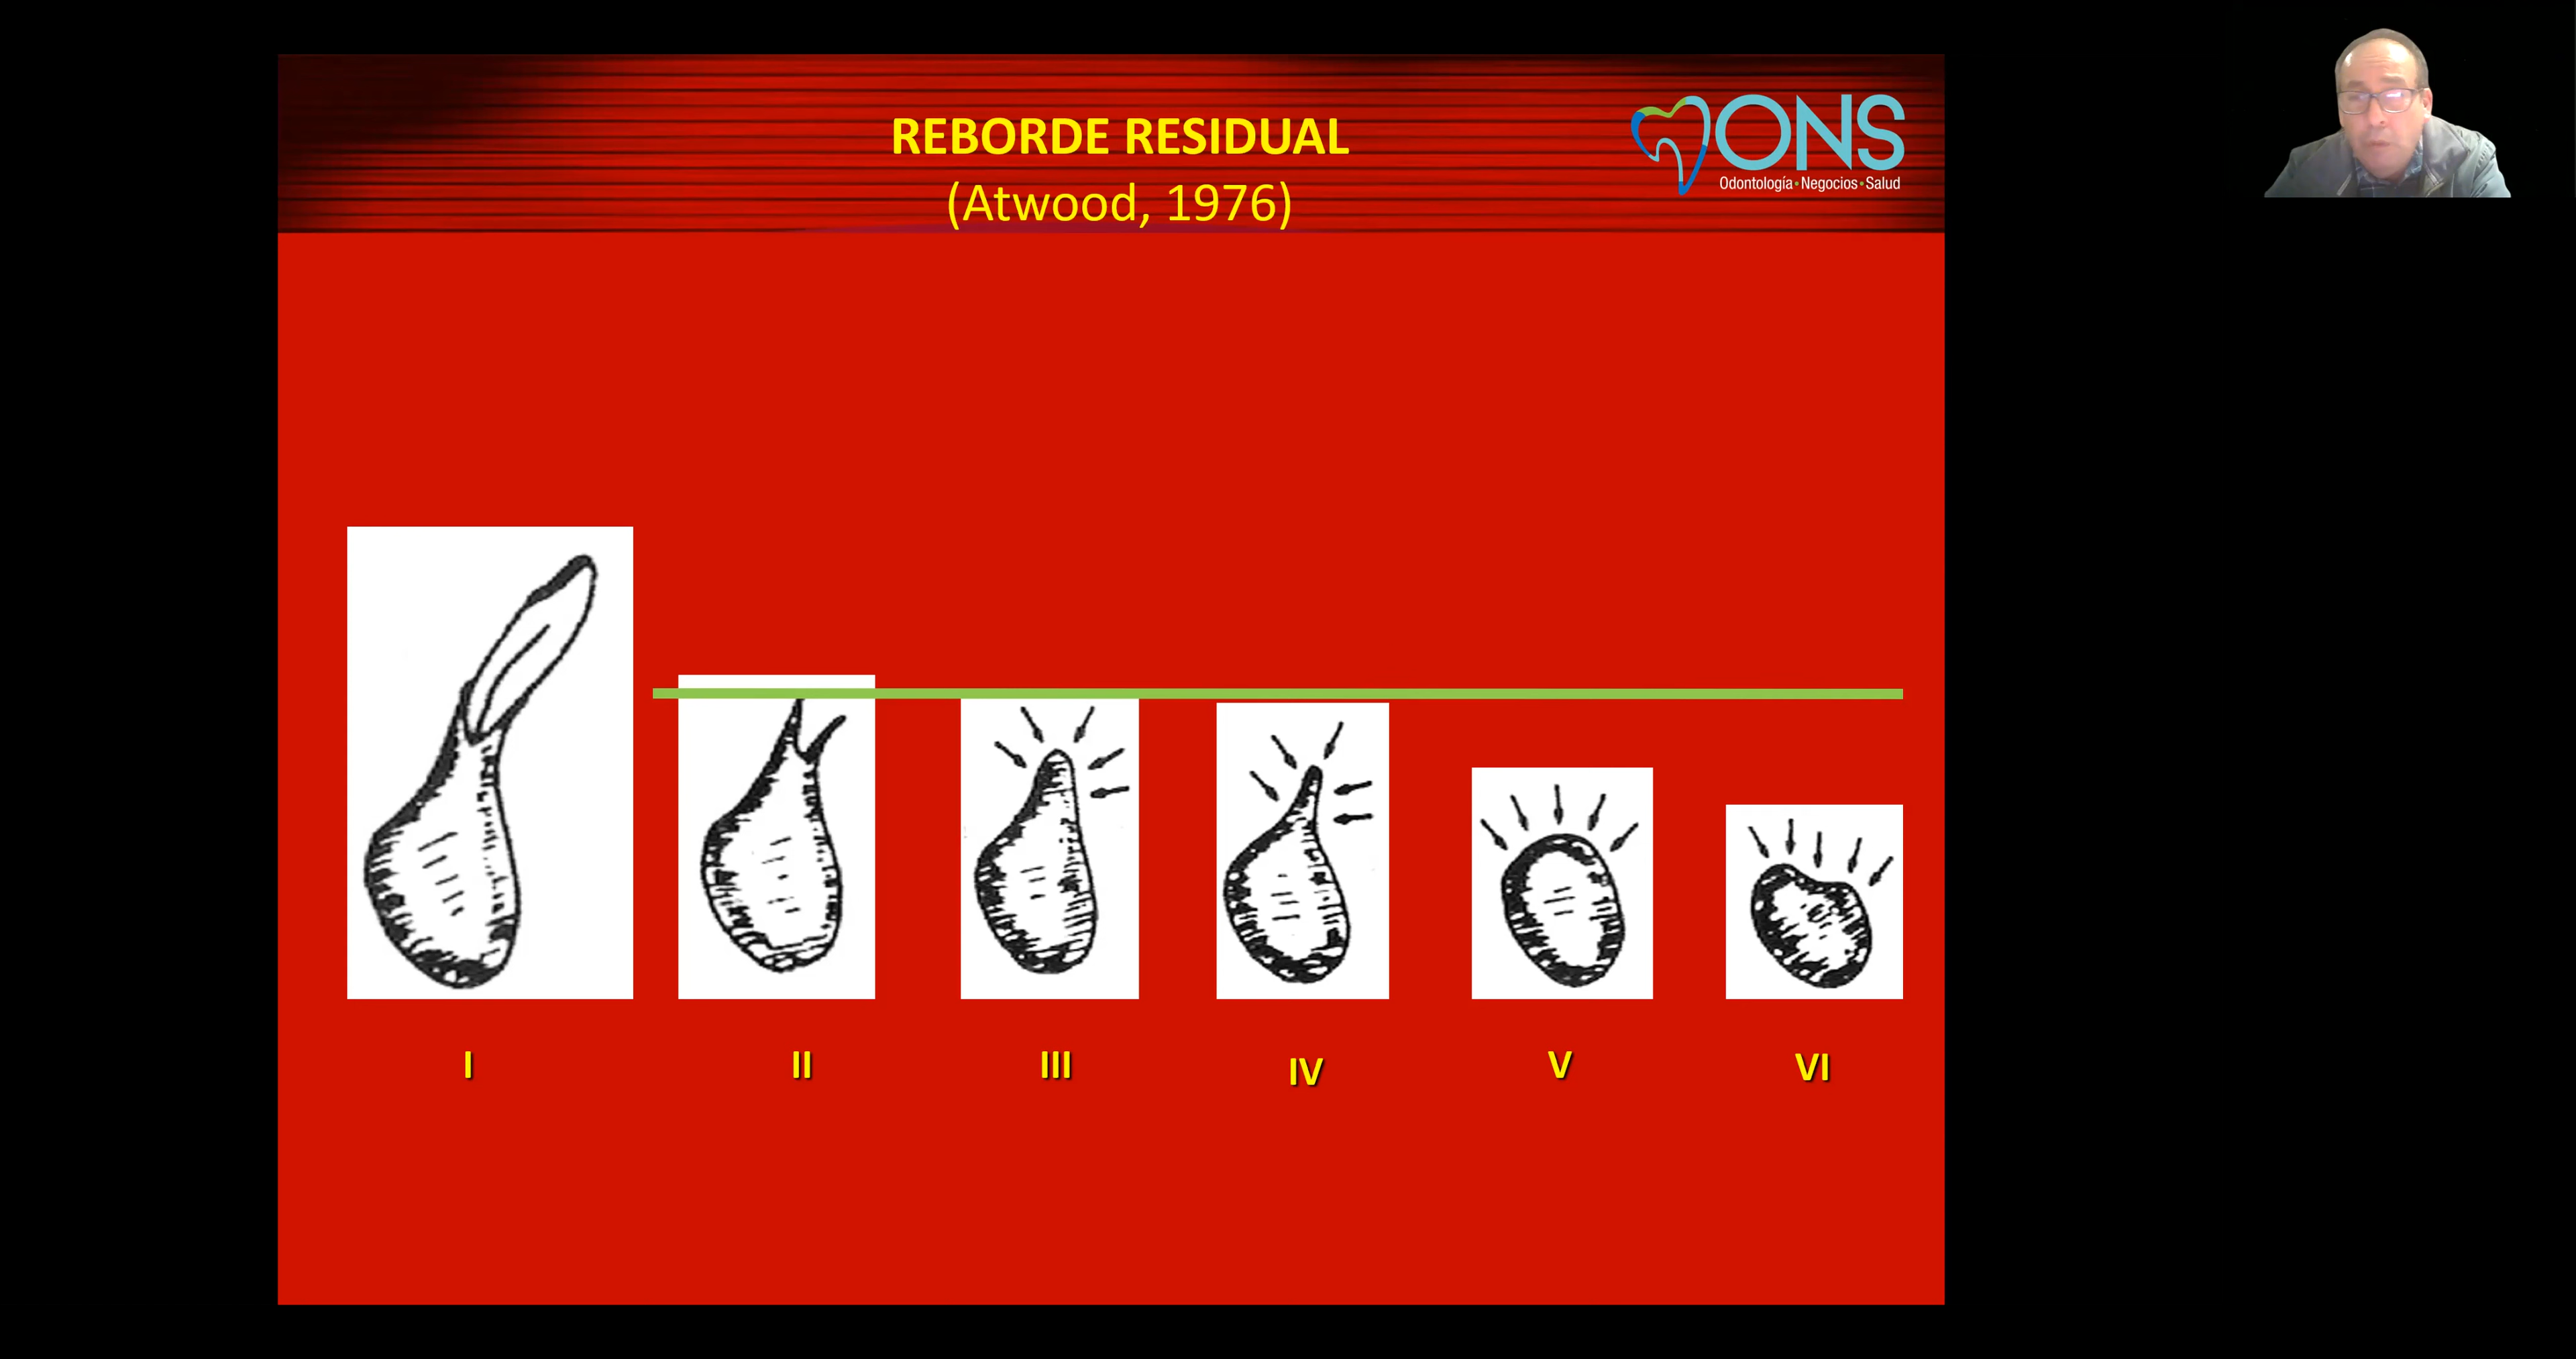 REBORDE RESIDUAL
(Atwood, 1976)
ONS
Odontología•Negocios•Salud
I II III IV V VI